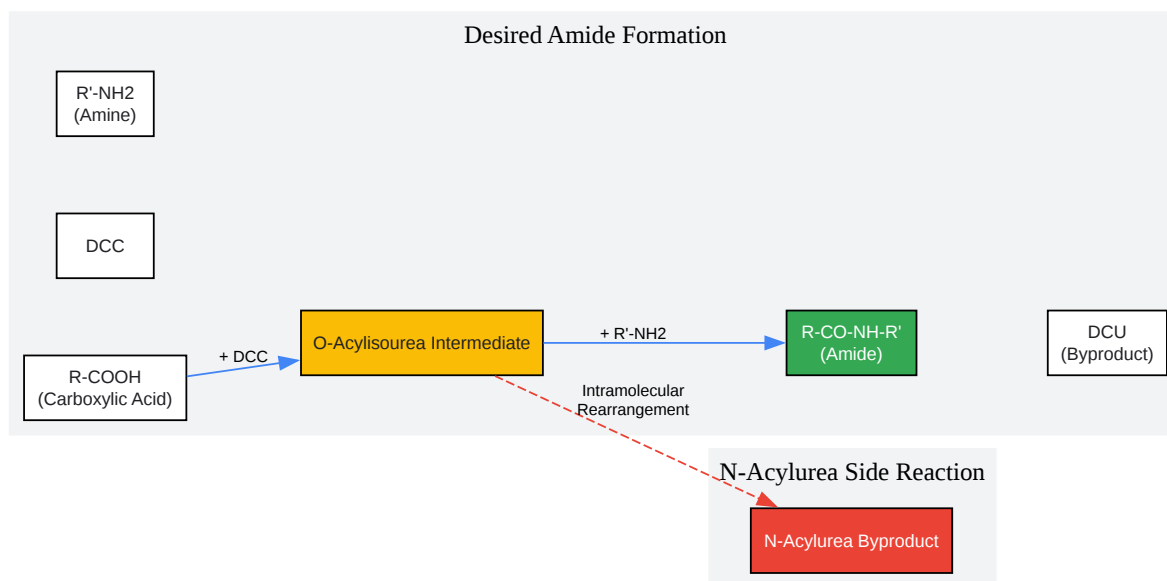 Desired Amide Formation
R'-NH2
(Amine)
DCC
R-COOH
(Carboxylic Acid)
+ DCC
O-Acylisourea Intermediate
+ R'-NH2
R-CO-NH-R'
(Amide)
DCU
(Byproduct)
Intramolecular
Rearrangement
N-Acylurea Side Reaction
N-Acylurea Byproduct